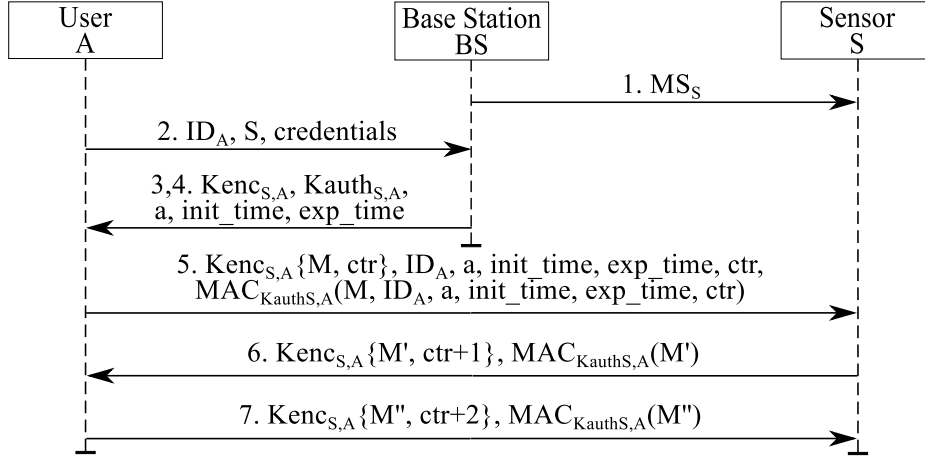 User
A
Base Station
BS
Sensor
S
1. MS_S
2. ID_A, S, credentials
3,4. Kenc_S,A, Kauth_S,A,
a, init_time, exp_time
5. Kenc_S,A{M, ctr}, ID_A, a, init_time, exp_time, ctr,
MAC_KauthS,A(M, ID_A, a, init_time, exp_time, ctr)
6. Kenc_S,A{M', ctr+1}, MAC_KauthS,A(M')
7. Kenc_S,A{M'', ctr+2}, MAC_KauthS,A(M'')